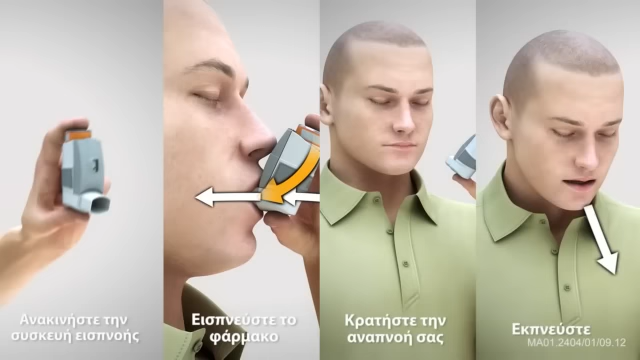 Ανακινήστε την
συσκευή εισπνοής
Εισπνεύστε το
φάρμακο
Κρατήστε την
αναπνοή σας
Εκπνεύστε
MA01.2404/01/09.12